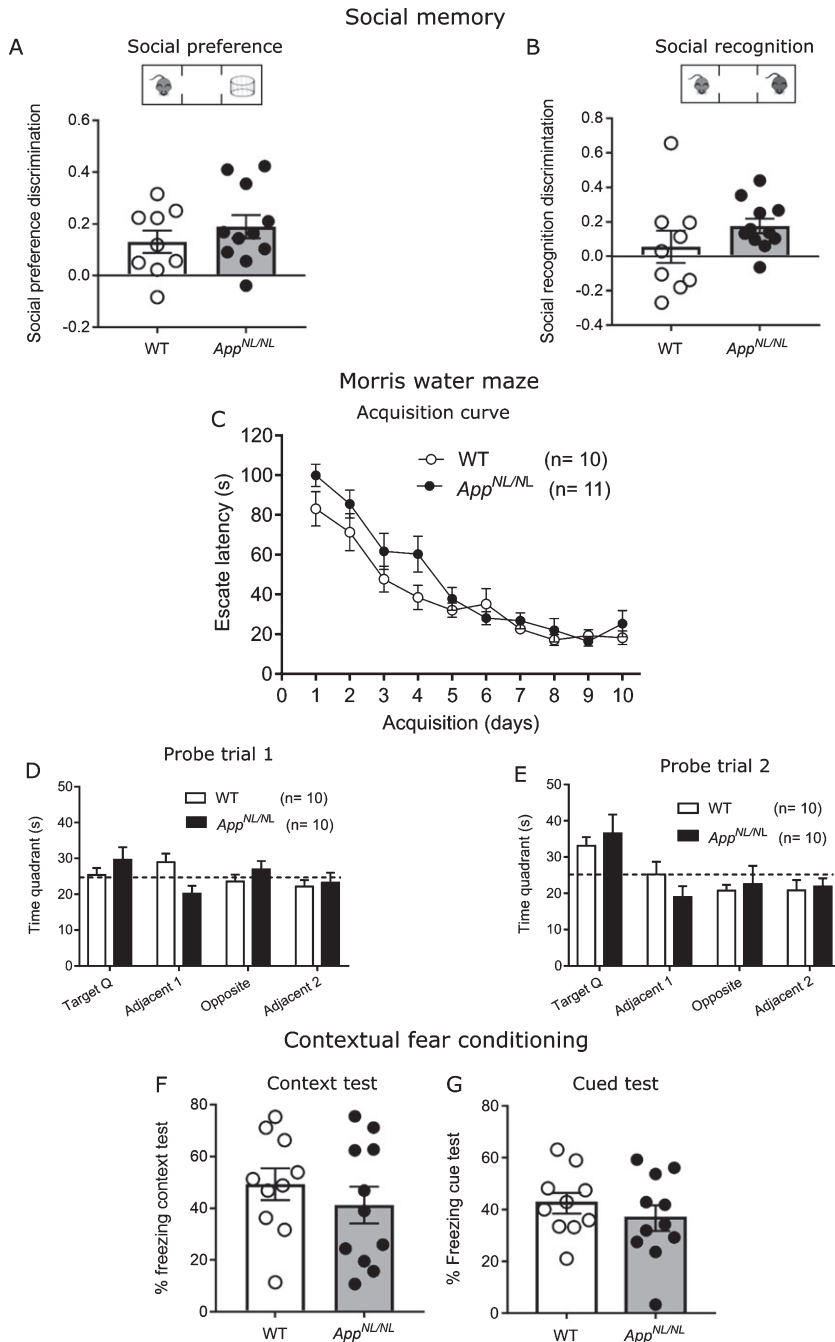 Social memory
A
Social preference
Social preference discrimination
0.6
0.4
0.2
0.0
-0.2
WT
App^NL/NL
B
Social recognition
Social recognition discrimintation
0.8
0.6
0.4
0.2
0.0
-0.2
-0.4
WT
App^NL/NL
Morris water maze
C
Acquisition curve
Escate latency (s)
120
100
80
60
40
20
0
WT (n= 10)
App^NL/NL (n= 11)
0 1 2 3 4 5 6 7 8 9 10
Acquisition (days)
D
Probe trial 1
Time quadrant (s)
50
40
30
20
10
0
WT (n= 10)
App^NL/NL (n= 10)
Target Q
Adjacent 1
Opposite
Adjacent 2
E
Probe trial 2
Time quadrant (s)
50
40
30
20
10
0
WT (n= 10)
App^NL/NL (n= 10)
Target Q
Adjacent 1
Opposite
Adjacent 2
Contextual fear conditioning
F
Context test
% freezing context test
80
60
40
20
0
WT
App^NL/NL
G
Cued test
% Freezing cue test
80
60
40
20
0
WT
App^NL/NL